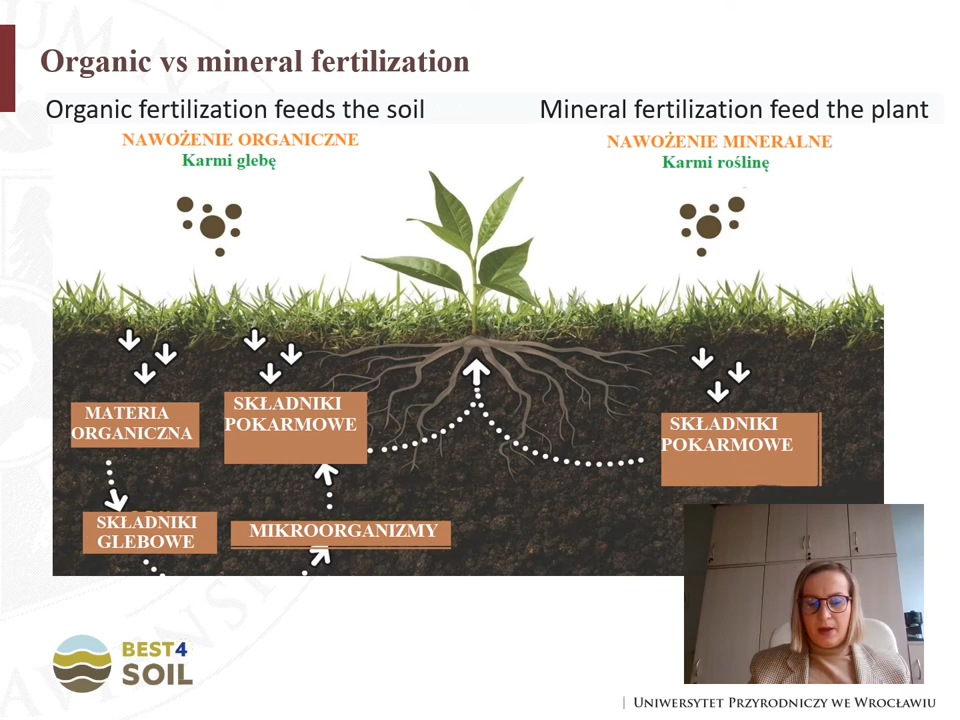 Organic vs mineral fertilization
Organic fertilization feeds the soil
Mineral fertilization feed the plant
NAWOŻENIE ORGANICZNE
Karmi glebę
NAWOŻENIE MINERALNE
Karmi roślinę
MATERIA
ORGANICZNA
SKŁADNIKI
POKARMOWE
SKŁADNIKI
POKARMOWE
SKŁADNIKI
GLEBOWE
MIKROORGANIZMY
BEST4
SOIL
UNIWERSYTET PRZYRODNICZY WE WROCŁAWIU